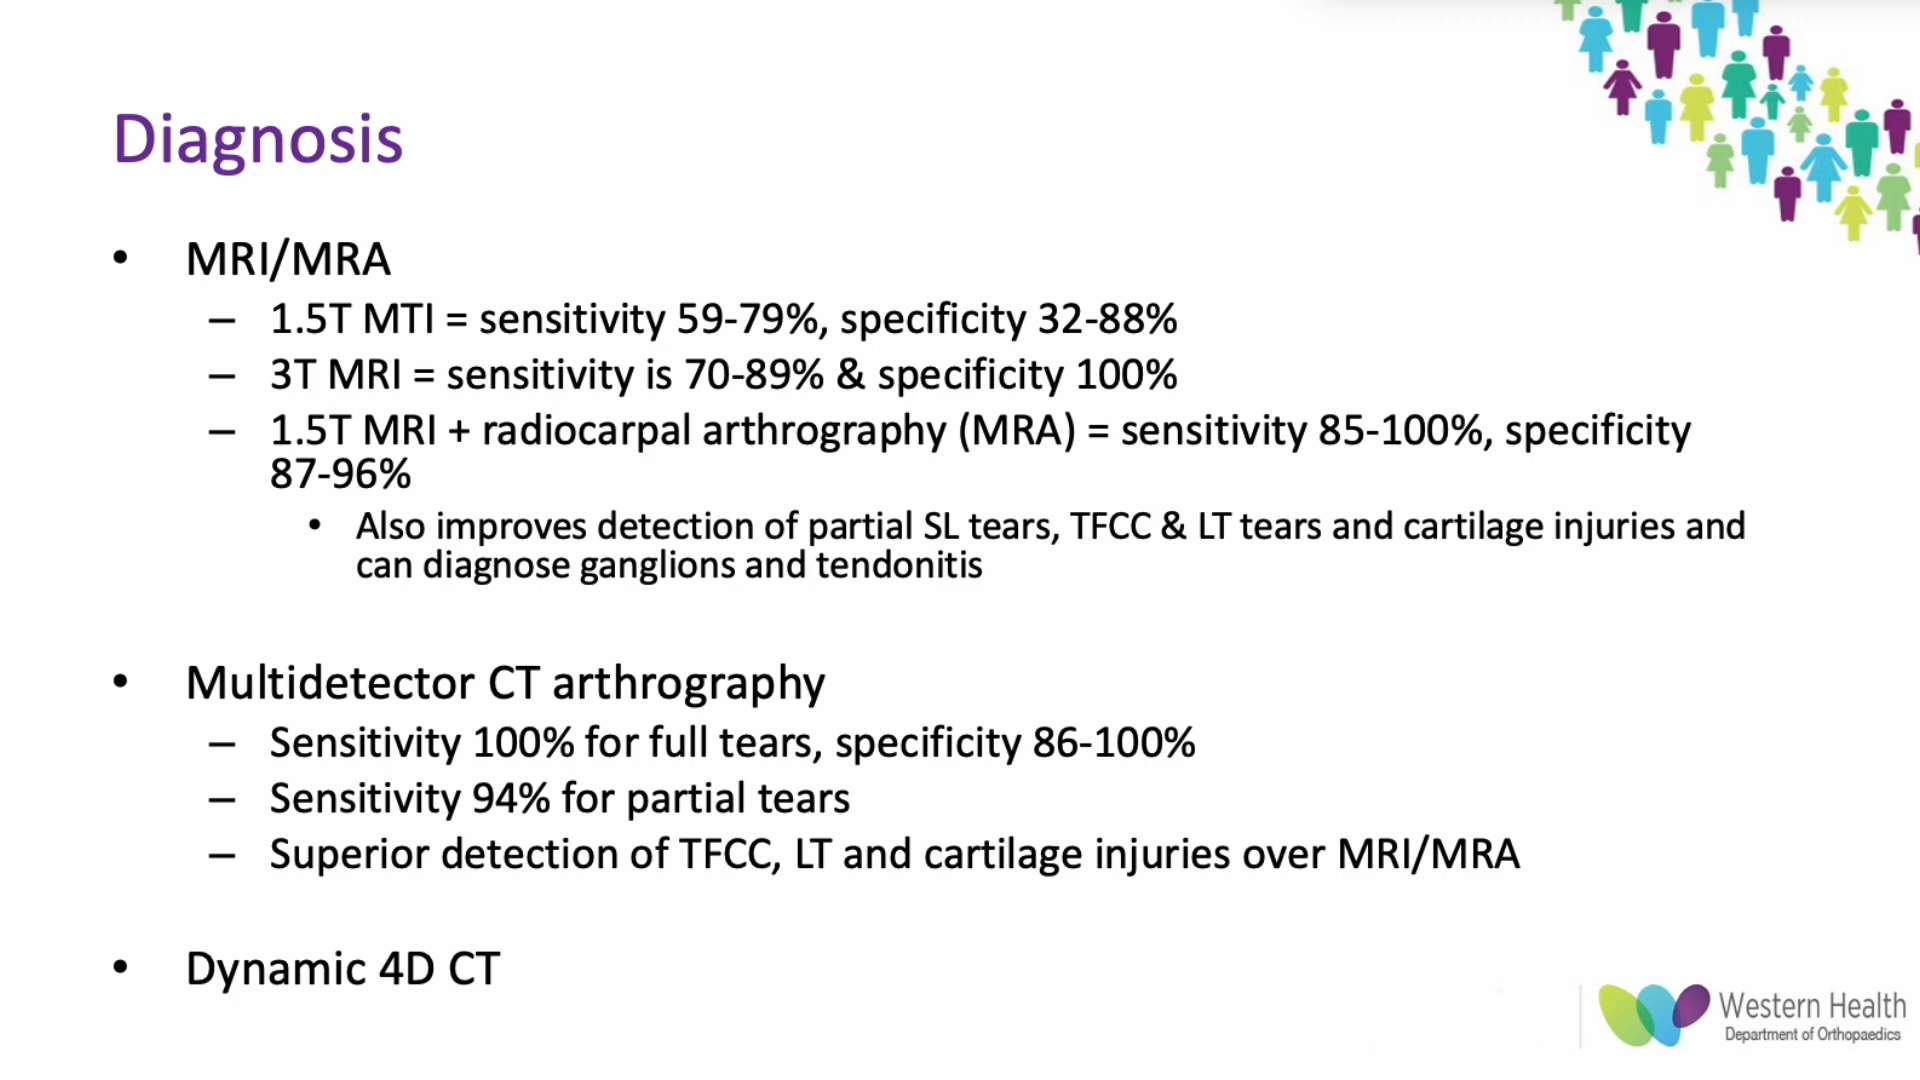 Diagnosis
• MRI/MRA
– 1.5T MTI = sensitivity 59-79%, specificity 32-88%
– 3T MRI = sensitivity is 70-89% & specificity 100%
– 1.5T MRI + radiocarpal arthrography (MRA) = sensitivity 85-100%, specificity
87-96%
• Also improves detection of partial SL tears, TFCC & LT tears and cartilage injuries and
can diagnose ganglions and tendonitis
• Multidetector CT arthrography
– Sensitivity 100% for full tears, specificity 86-100%
– Sensitivity 94% for partial tears
– Superior detection of TFCC, LT and cartilage injuries over MRI/MRA
• Dynamic 4D CT
Western Health
Department of Orthopaedics